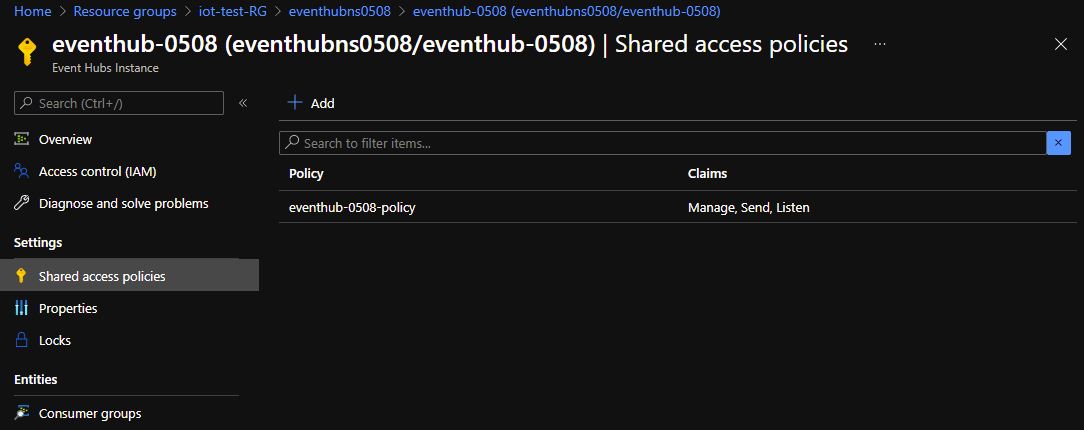 Home > Resource groups > iot-test-RG > eventhubns0508 > eventhub-0508 (eventhubns0508/eventhub-0508)
eventhub-0508 (eventhubns0508/eventhub-0508) | Shared access policies ...
Event Hubs Instance
Search (Ctrl+/) «
Overview
Access control (IAM)
Diagnose and solve problems
Settings
Shared access policies
Properties
Locks
Entities
Consumer groups
+ Add
Search to filter items...
Policy Claims
eventhub-0508-policy Manage, Send, Listen